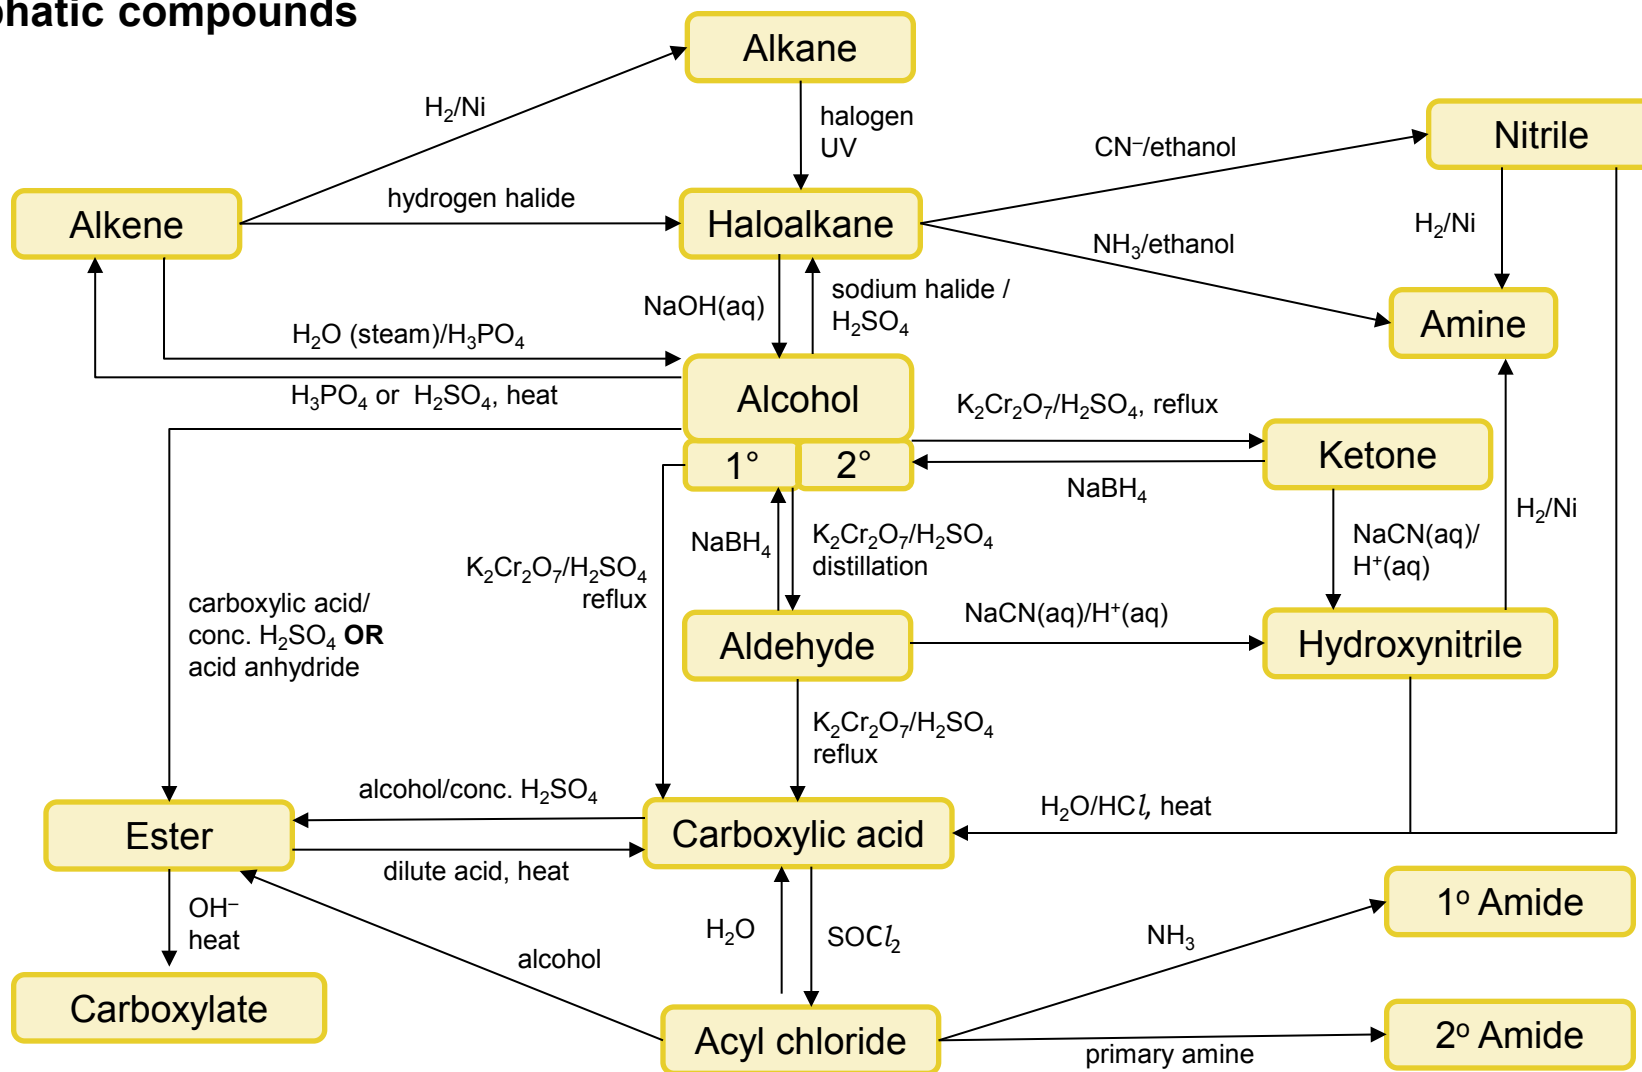 phatic compounds
Alkane
H₂/Ni
halogen
UV
Nitrile
CN⁻/ethanol
hydrogen halide
Alkene
Haloalkane
H₂/Ni
NH₃/ethanol
NaOH(aq)
sodium halide /
H₂SO₄
Amine
H₂O (steam)/H₃PO₄
H₃PO₄ or H₂SO₄, heat
Alcohol
K₂Cr₂O₇/H₂SO₄, reflux
1°
2°
Ketone
NaBH₄
H₂/Ni
NaBH₄
K₂Cr₂O₇/H₂SO₄
distillation
NaCN(aq)/
H⁺(aq)
K₂Cr₂O₇/H₂SO₄
reflux
carboxylic acid/
conc. H₂SO₄ OR
acid anhydride
NaCN(aq)/H⁺(aq)
Aldehyde
Hydroxynitrile
K₂Cr₂O₇/H₂SO₄
reflux
alcohol/conc. H₂SO₄
H₂O/HCl, heat
Ester
Carboxylic acid
dilute acid, heat
OH⁻
heat
H₂O
SOCl₂
1º Amide
NH₃
alcohol
Carboxylate
Acyl chloride
2º Amide
primary amine